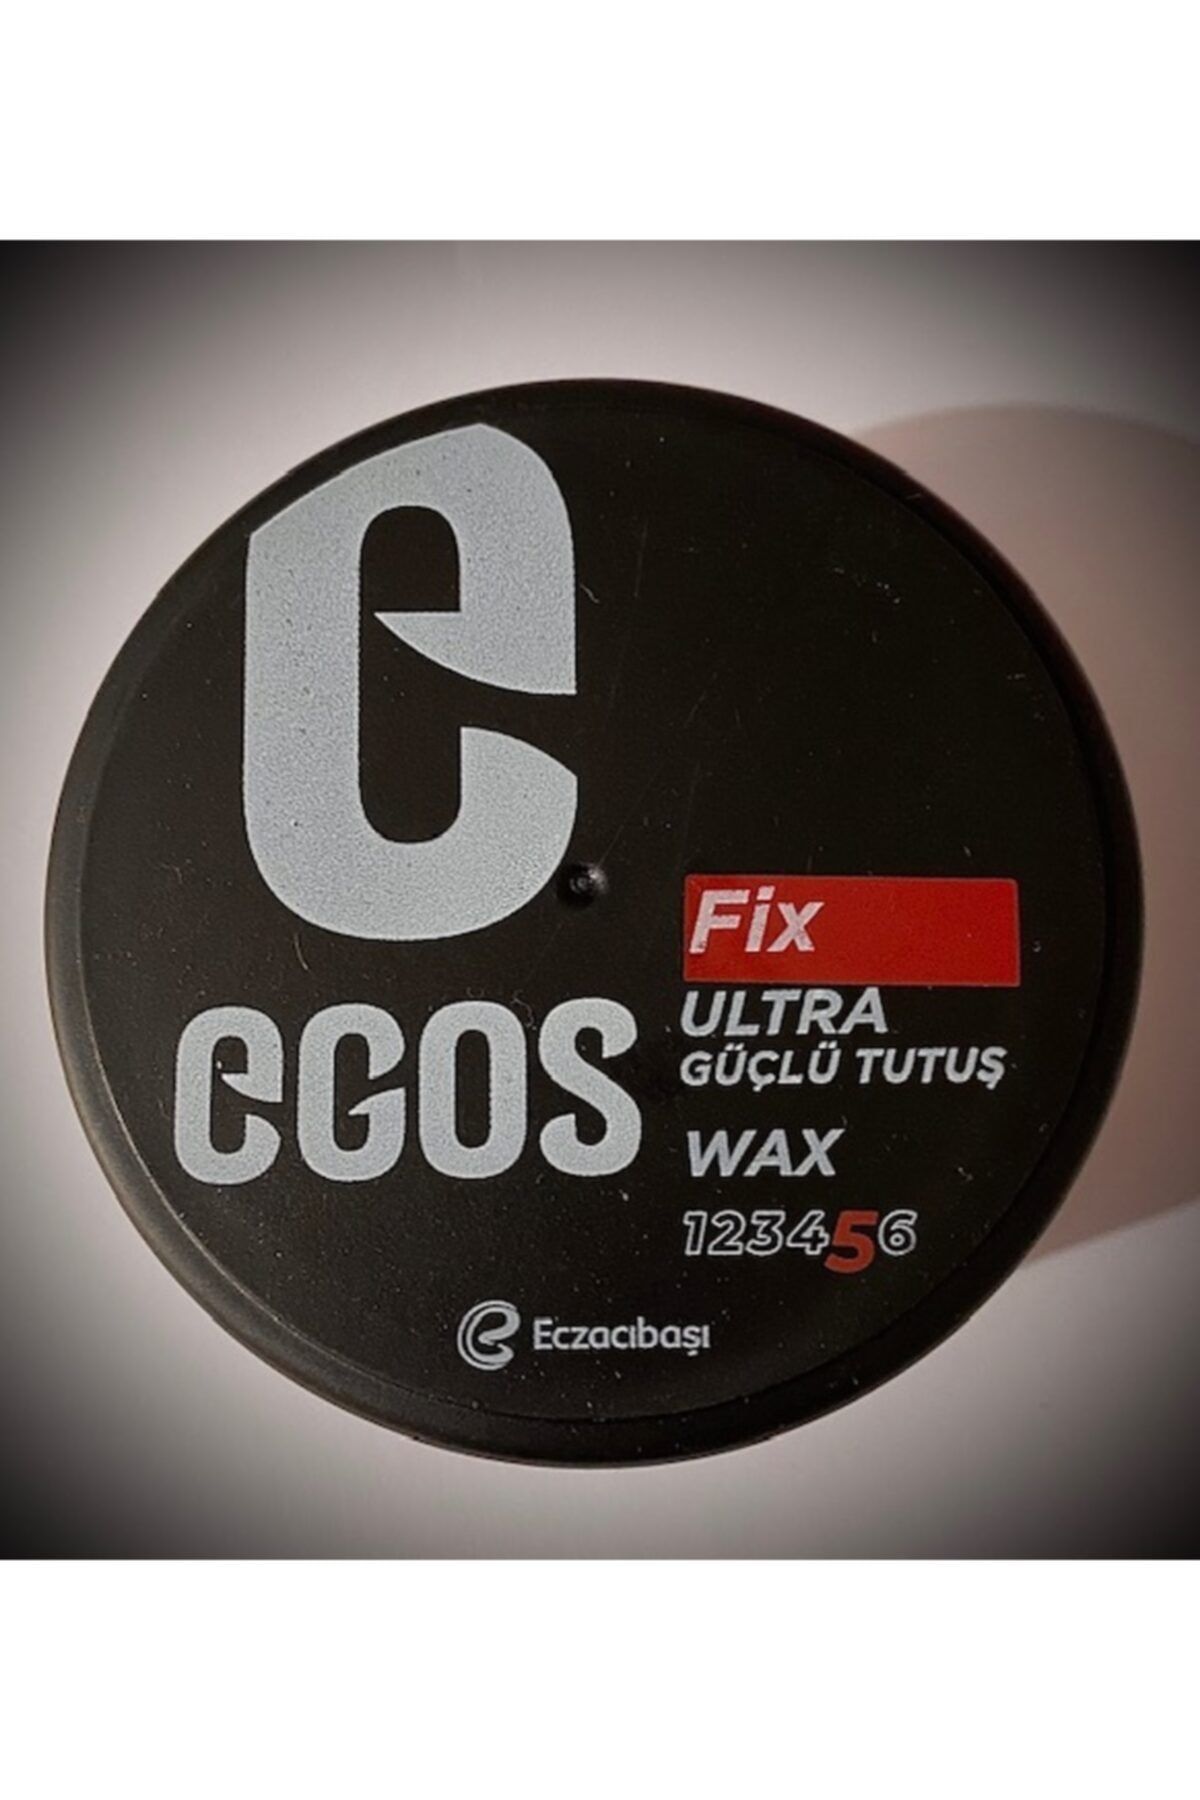 e
egos
Fix
ULTRA
GÜÇLÜ TUTUŞ
WAX
123456
Eczacıbaşı